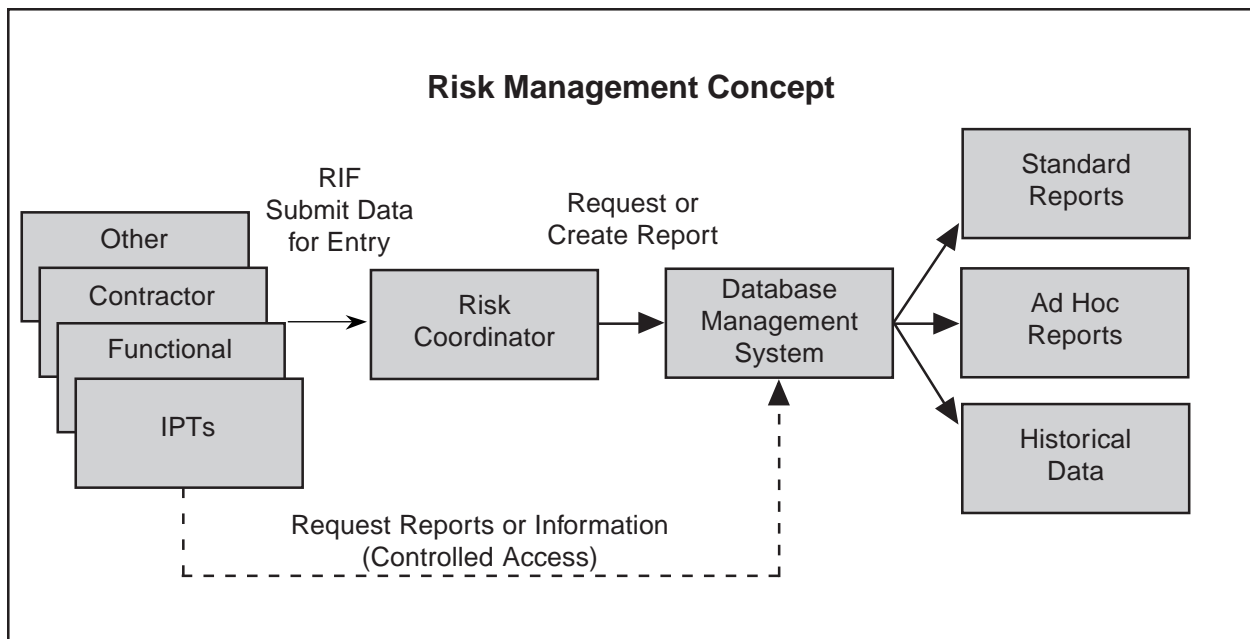 Risk Management Concept
Other
Contractor
Functional
IPTs
RIF
Submit Data
for Entry
Risk
Coordinator
Request or
Create Report
Database
Management
System
Standard
Reports
Ad Hoc
Reports
Historical
Data
Request Reports or Information
(Controlled Access)